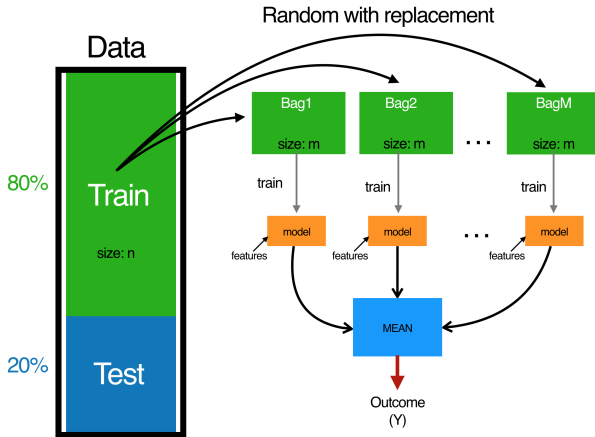 Random with replacement
Data
80%
Train
size: n
20%
Test
Bag1
size: m
Bag2
size: m
...
BagM
size: m
train
train
train
model
features
model
features
...
model
features
MEAN
Outcome
(Y)